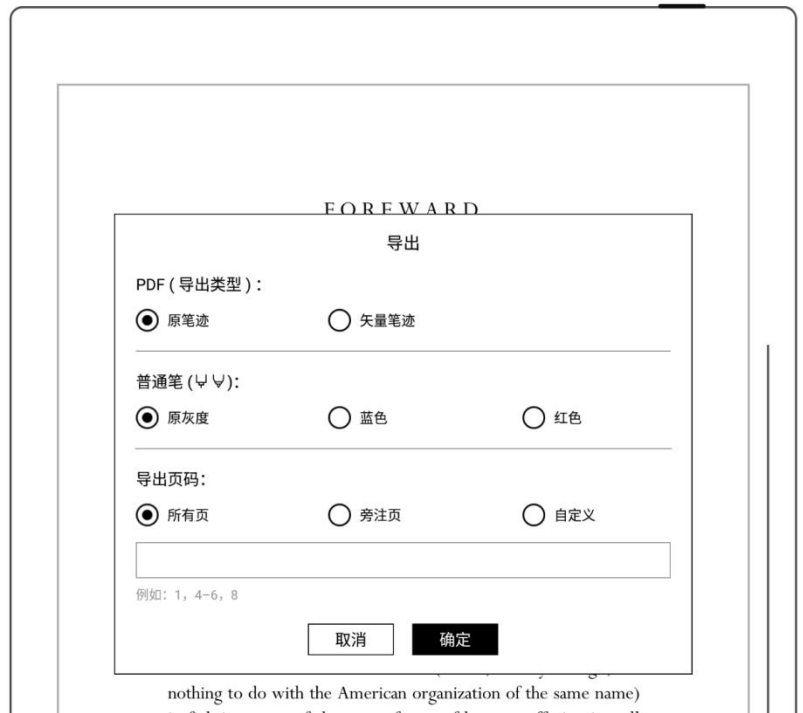 FOREWARD
导出
PDF ( 导出类型 ) :
原笔迹 矢量笔迹
普通笔 ( ):
原灰度 蓝色 红色
导出页码:
所有页 旁注页 自定义
例如: 1, 4-6, 8
取消 确定
nothing to do with the American organization of the same name)